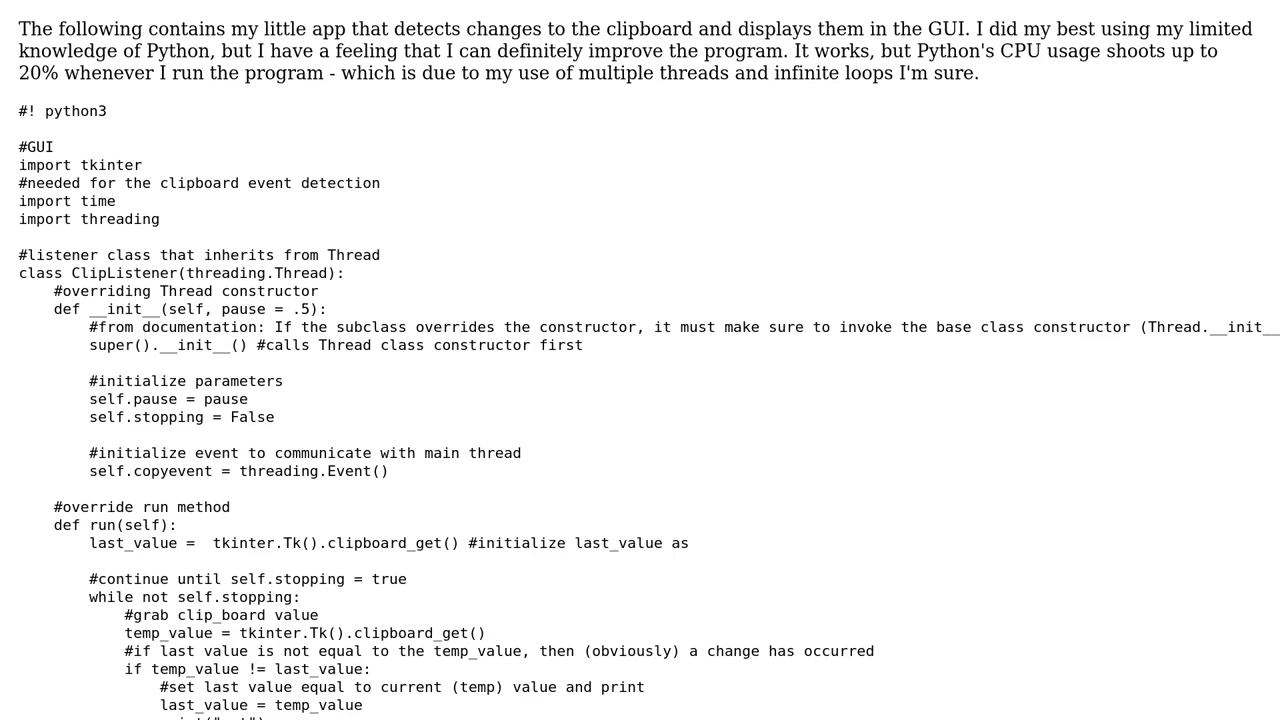 The following contains my little app that detects changes to the clipboard and displays them in the GUI. I did my best using my limited
knowledge of Python, but I have a feeling that I can definitely improve the program. It works, but Python's CPU usage shoots up to
20% whenever I run the program - which is due to my use of multiple threads and infinite loops I'm sure.
#! python3
#GUI
import tkinter
#needed for the clipboard event detection
import time
import threading
#listener class that inherits from Thread
class ClipListener(threading.Thread):
    #overriding Thread constructor
    def __init__(self, pause = .5):
        #from documentation: If the subclass overrides the constructor, it must make sure to invoke the base class constructor (Thread.__init__
        super().__init__() #calls Thread class constructor first
        #initialize parameters
        self.pause = pause
        self.stopping = False
        #initialize event to communicate with main thread
        self.copyevent = threading.Event()
    #override run method
    def run(self):
        last_value =  tkinter.Tk().clipboard_get() #initialize last_value as
        #continue until self.stopping = true
        while not self.stopping:
            #grab clip_board value
            temp_value = tkinter.Tk().clipboard_get()
            #if last value is not equal to the temp_value, then (obviously) a change has occurred
            if temp_value != last_value:
                #set last value equal to current (temp) value and print
                last_value = temp_value